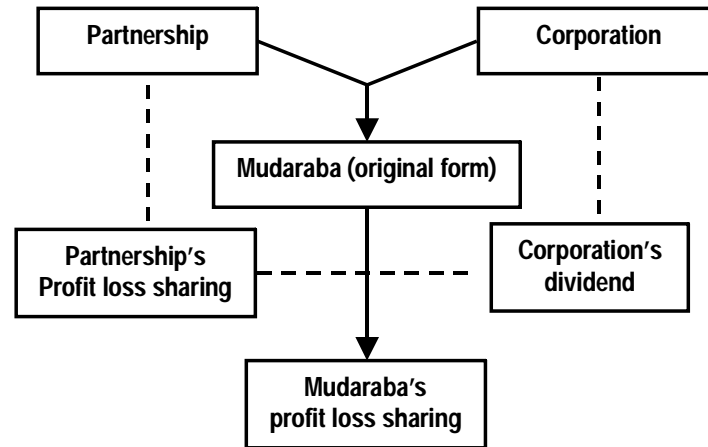 Partnership
Corporation
Mudaraba (original form)
Partnership's
Profit loss sharing
Corporation's
dividend
Mudaraba's
profit loss sharing